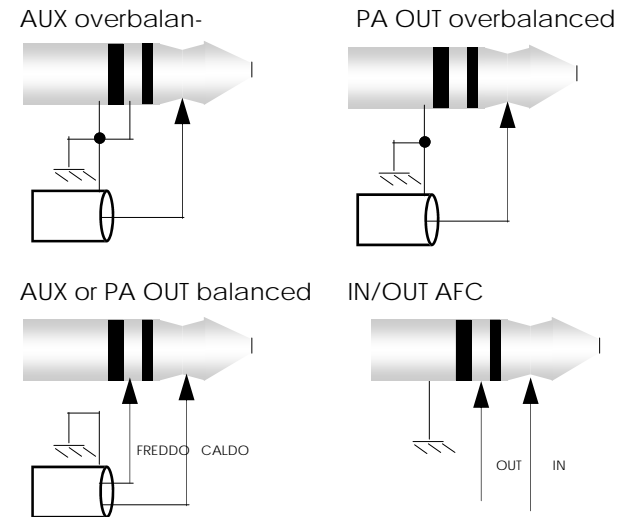 AUX overbalan-
PA OUT overbalanced
AUX or PA OUT balanced
IN/OUT AFC
FREDDO
CALDO
OUT
IN